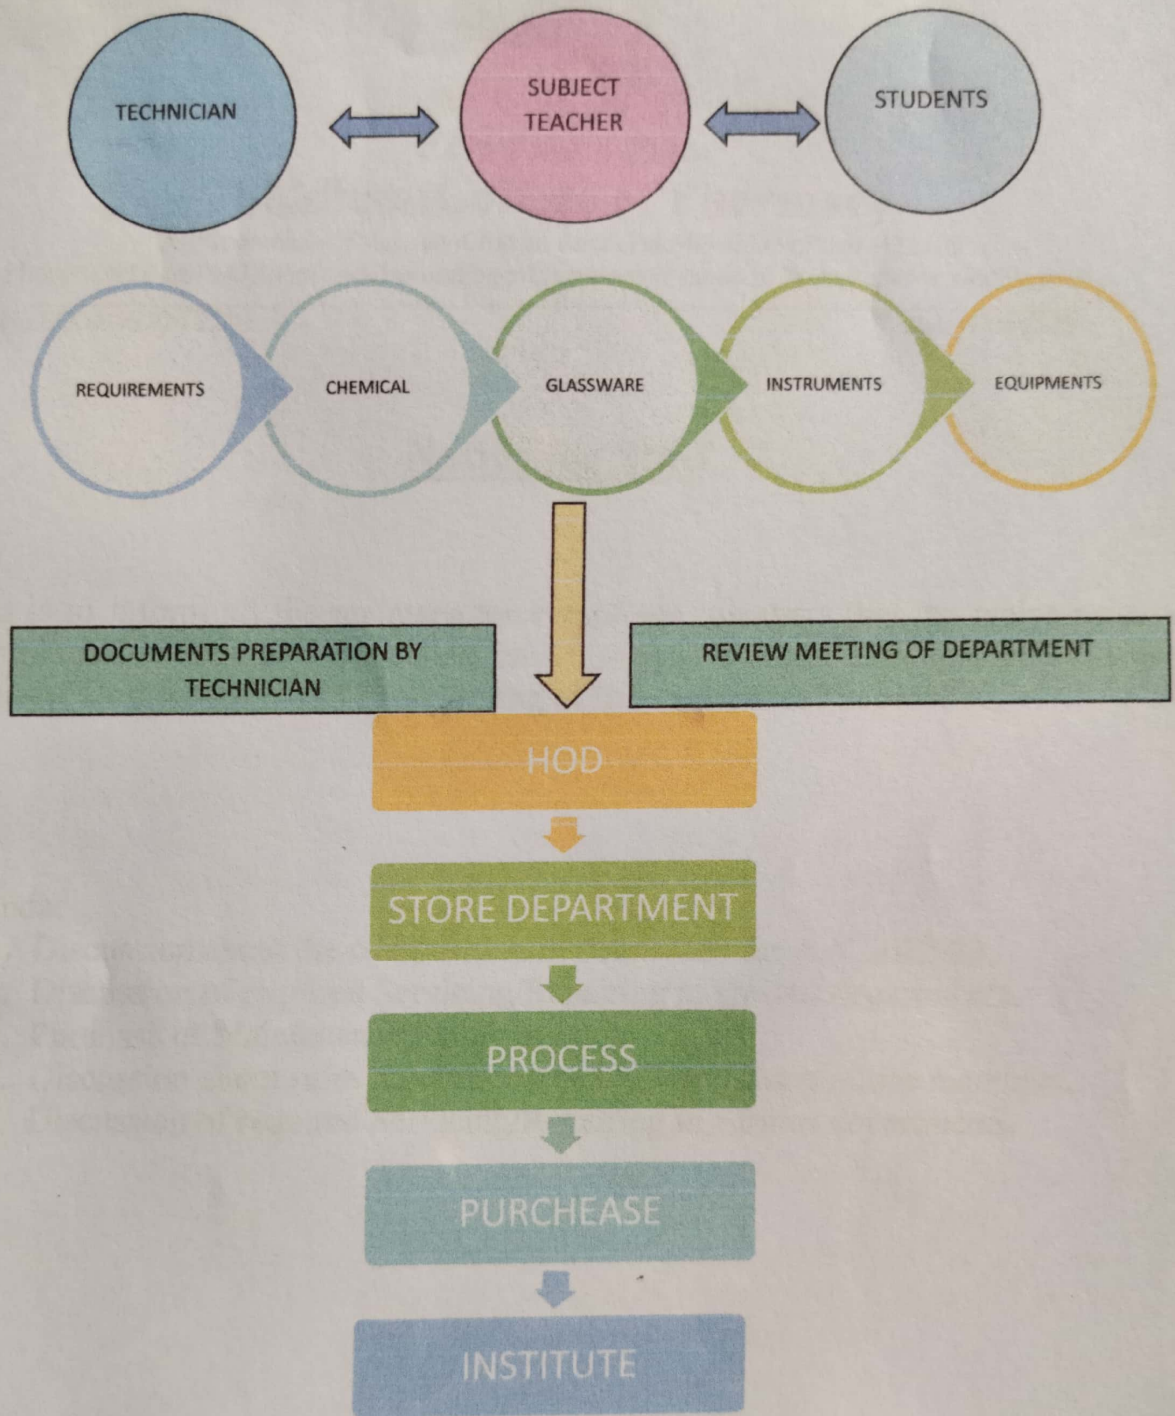 TECHNICIAN
SUBJECT
TEACHER
STUDENTS
REQUIREMENTS
CHEMICAL
GLASSWARE
INSTRUMENTS
EQUIPMENTS
DOCUMENTS PREPARATION BY
TECHNICIAN
REVIEW MEETING OF DEPARTMENT
HOD
STORE DEPARTMENT
PROCESS
PURCHEASE
INSTITUTE